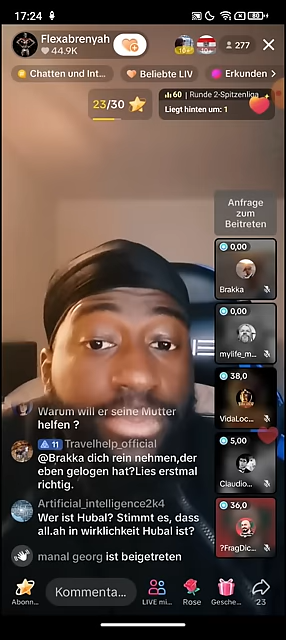 17:24
80
Flexabrenyah
44.9K
277
Chatten und Int...
Beliebte LIV
Erkunden
23/30
60 | Runde 2-Spitzenliga
Liegt hinten um: 1
Anfrage
zum
Beitreten
0,00
Brakka
0,00
mylife_m...
38,0
VidaLoc...
5,00
Claudio...
36,0
?FragDic...
Warum will er seine Mutter
helfen ?
11 Travelhelp_official
@Brakka dich rein nehmen,der
eben gelogen hat?Lies erstmal
richtig.
Artificial_intelligence2k4
Wer ist Hubal? Stimmt es, dass
all.ah in wirklichkeit Hubal ist?
manal georg ist beigetreten
Abonn...
Kommenta...
LIVE mi...
Rose
Gesche...
23